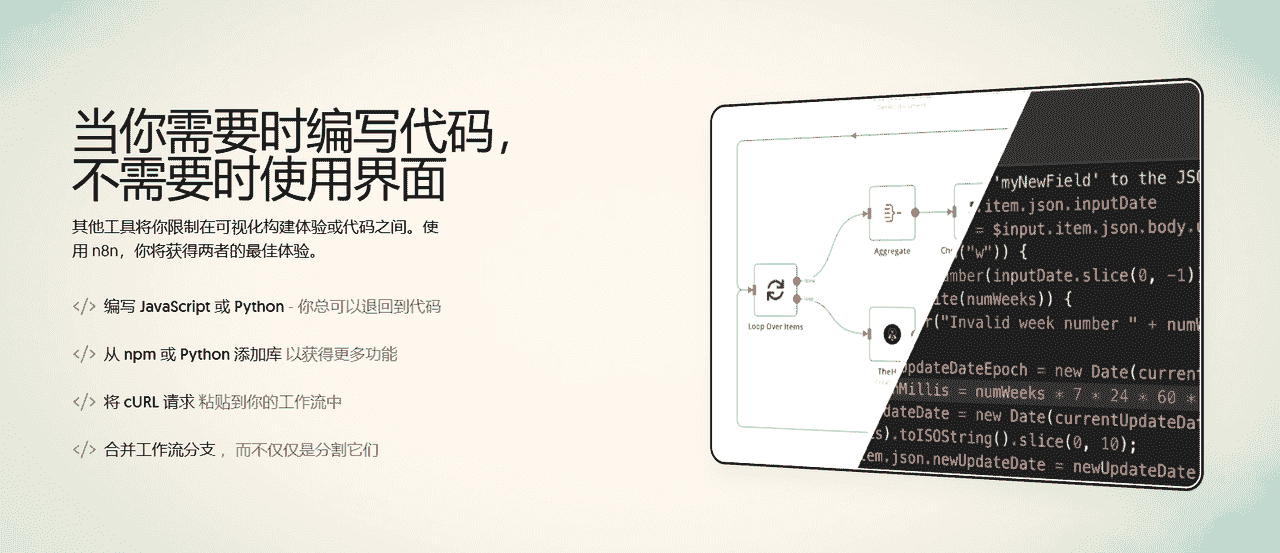 当你需要时编写代码，
不需要时使用界面
其他工具将你限制在可视化构建体验或代码之间。使
用 n8n，你将获得两者的最佳体验。
</> 编写 JavaScript 或 Python - 你总可以退回到代码
</> 从 npm 或 Python 添加库 以获得更多功能
</> 将 cURL 请求 粘贴到你的工作流中
</> 合并工作流分支 ，而不仅仅是分割它们
Aggregate
Loop Over Items
'myNewField' to the JSO
.item.json.inputDate
= $input.item.json.body.
("w")) {
mber(inputDate.slice(0, -1)
ite(numWeeks)) {
r("Invalid week number " + numW
UpdateDateEpoch = new Date(current
Millis = numWeeks * 7 * 24 * 60 *
dateDate = new Date(currentUpdateDat
s).toISOString().slice(0, 10);
em.json.newUpdateDate = newUpdateDate